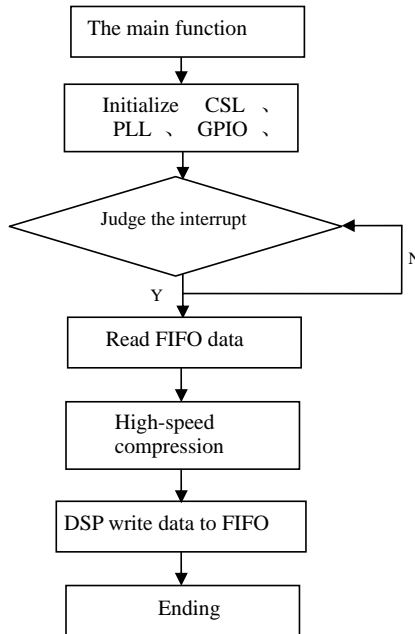 The main function
Initialize CSL 、
PLL 、 GPIO 、
Judge the interrupt
N
Y
Read FIFO data
High-speed
compression
DSP write data to FIFO
Ending